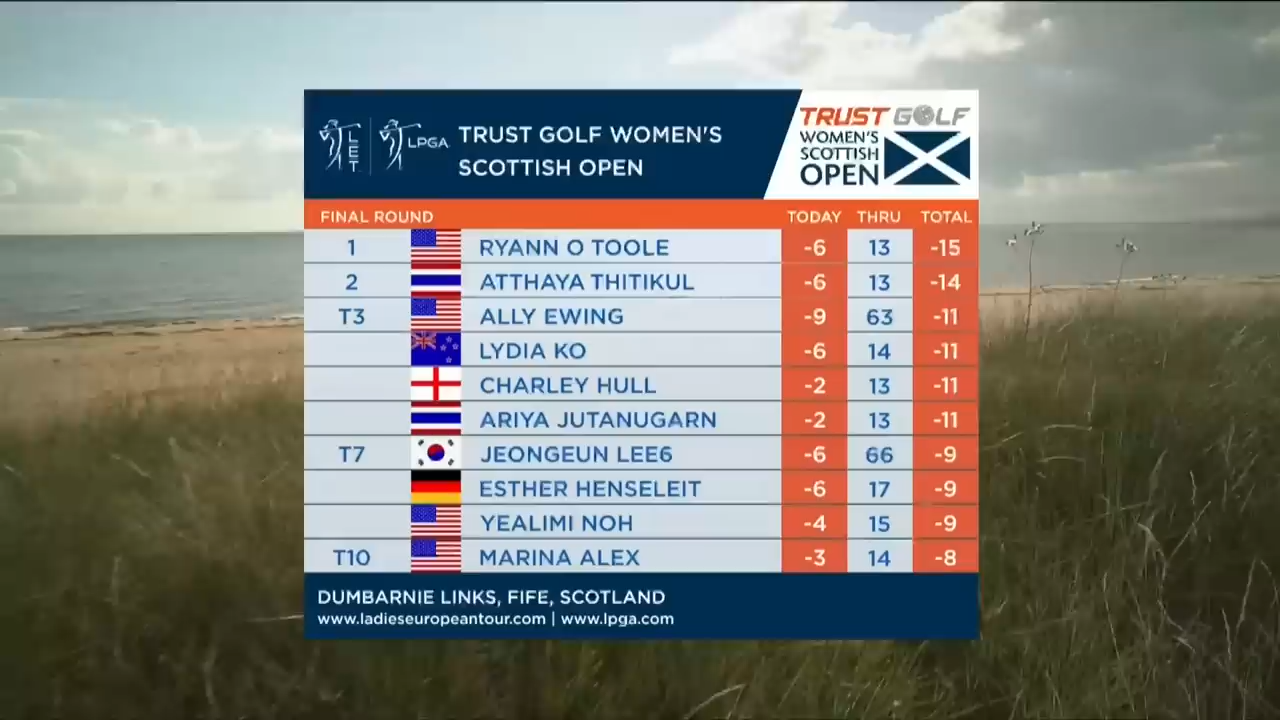 LET
LPGA
TRUST GOLF WOMEN'S
SCOTTISH OPEN
TRUST GOLF
WOMEN'S
SCOTTISH
OPEN
FINAL ROUND TODAY THRU TOTAL
1 RYANN O TOOLE -6 13 -15
2 ATTHAYA THITIKUL -6 13 -14
T3 ALLY EWING -9 63 -11
LYDIA KO -6 14 -11
CHARLEY HULL -2 13 -11
ARIYA JUTANUGARN -2 13 -11
T7 JEONGEUN LEE6 -6 66 -9
ESTHER HENSELEIT -6 17 -9
YEALIMI NOH -4 15 -9
T10 MARINA ALEX -3 14 -8
DUMBARNIE LINKS, FIFE, SCOTLAND
www.ladieseuropeantour.com | www.lpga.com